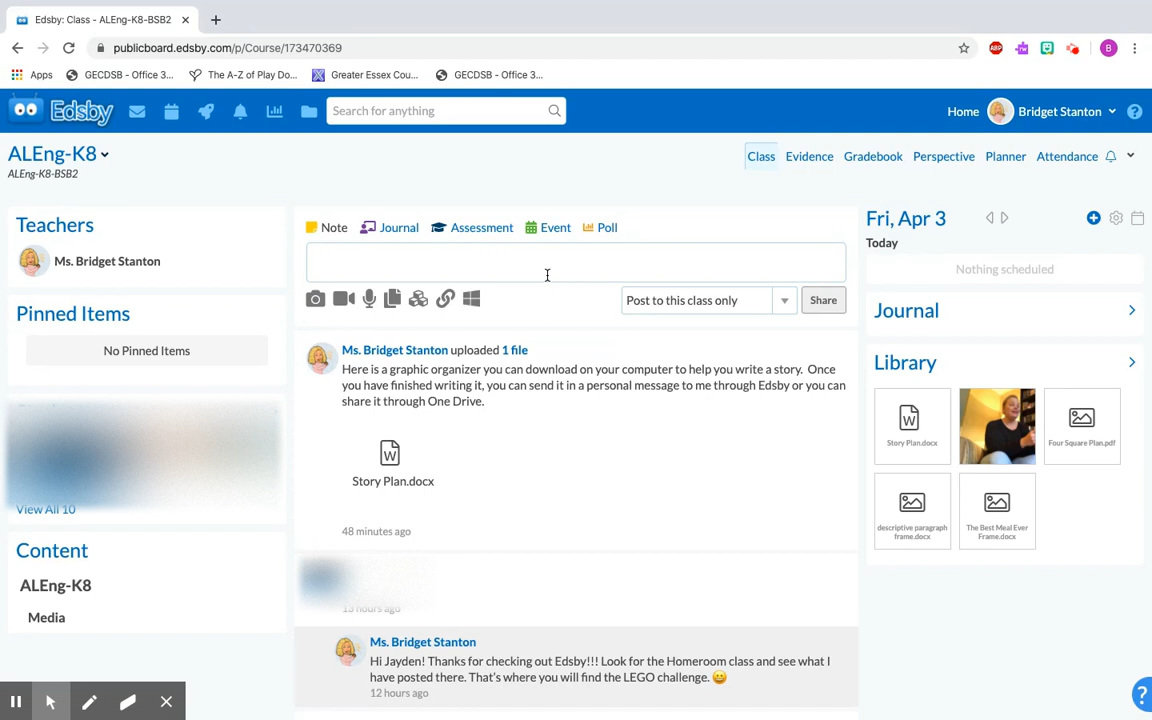 Edsby: Class - ALEng-K8-BSB2
publicboard.edsby.com/p/Course/173470369
ABP
B
Apps
GECDSB - Office 3...
The A-Z of Play Do...
Greater Essex Cou...
GECDSB - Office 3...
Edsby
Search for anything
Home
Bridget Stanton
ALEng-K8
ALEng-K8-BSB2
Class
Evidence
Gradebook
Perspective
Planner
Attendance
Teachers
Ms. Bridget Stanton
Pinned Items
No Pinned Items
View All 10
Content
ALEng-K8
Media
Note
Journal
Assessment
Event
Poll
Post to this class only
Share
Ms. Bridget Stanton uploaded 1 file
Here is a graphic organizer you can download on your computer to help you write a story. Once
you have finished writing it, you can send it in a personal message to me through Edsby or you can
share it through One Drive.
W
Story Plan.docx
48 minutes ago
13 hours ago
Ms. Bridget Stanton
Hi Jayden! Thanks for checking out Edsby!!! Look for the Homeroom class and see what I
have posted there. That's where you will find the LEGO challenge. 😀
12 hours ago
Fri, Apr 3
Today
Nothing scheduled
Journal
Library
W
Story Plan.docx
Four Square Plan.pdf
descriptive paragraph
frame.docx
The Best Meal Ever
Frame.docx
?
?